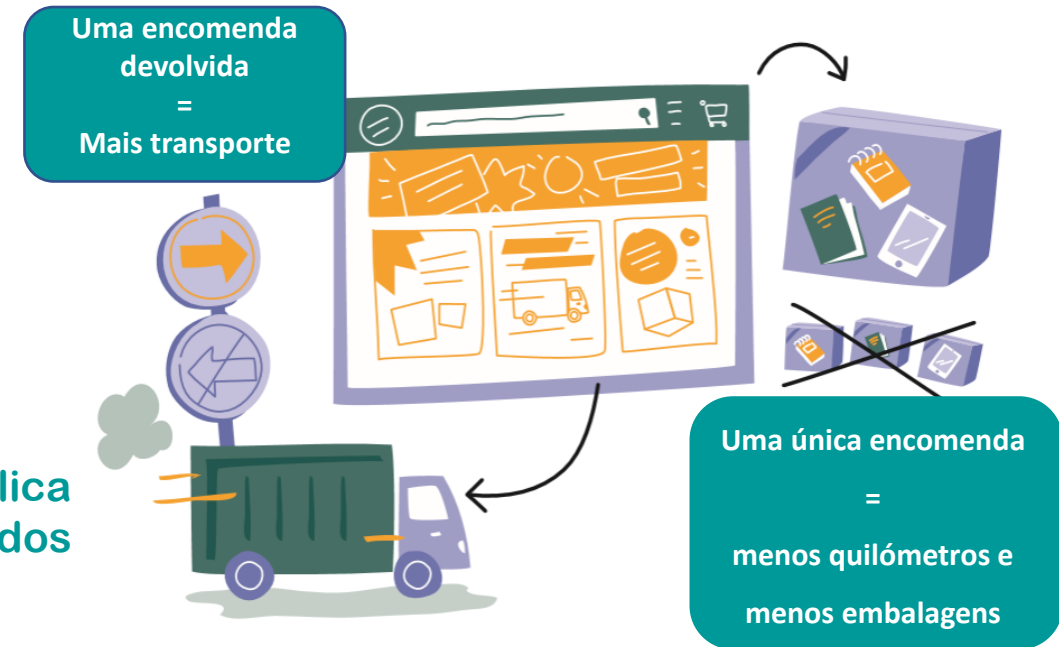 Uma encomenda
devolvida
=
Mais transporte
lica
dos
Uma única encomenda
=
menos quilómetros e
menos embalagens